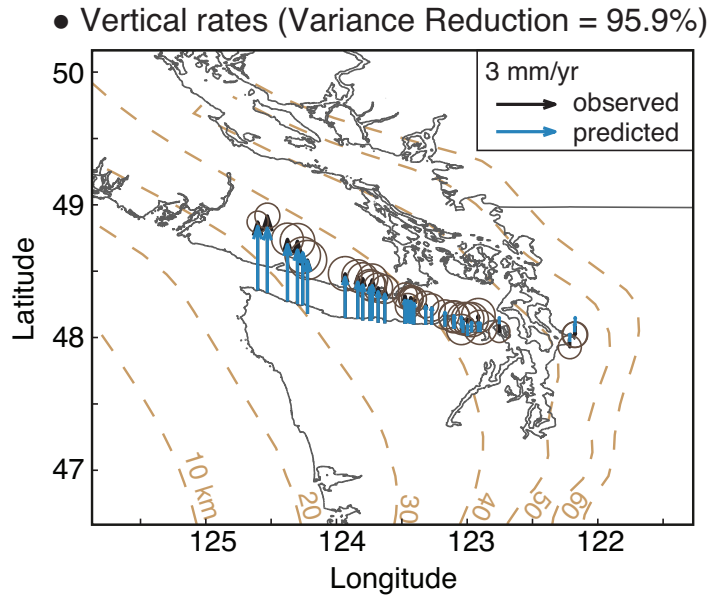 ● Vertical rates (Variance Reduction = 95.9%)
3 mm/yr
observed
predicted
50
49
48
47
Latitude
10 km
20
30
40
50
60
125
124
123
122
Longitude